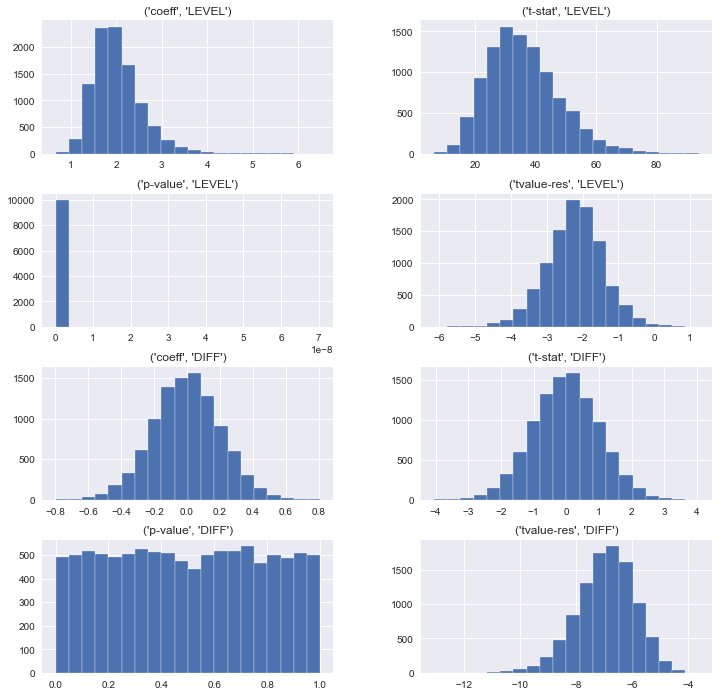 ('coeff', 'LEVEL')
2000
1500
1000
500
0
1 2 3 4 5 6
('t-stat', 'LEVEL')
1500
1000
500
0
20 40 60 80
('p-value', 'LEVEL')
10000
8000
6000
4000
2000
0
0 1 2 3 4 5 6 7
1e−8
('tvalue-res', 'LEVEL')
2000
1500
1000
500
0
−6 −5 −4 −3 −2 −1 0 1
('coeff', 'DIFF')
1500
1000
500
0
−0.8 −0.6 −0.4 −0.2 0.0 0.2 0.4 0.6 0.8
('t-stat', 'DIFF')
1500
1000
500
0
−4 −3 −2 −1 0 1 2 3 4
('p-value', 'DIFF')
500
400
300
200
100
0
0.0 0.2 0.4 0.6 0.8 1.0
('tvalue-res', 'DIFF')
1500
1000
500
0
−12 −10 −8 −6 −4